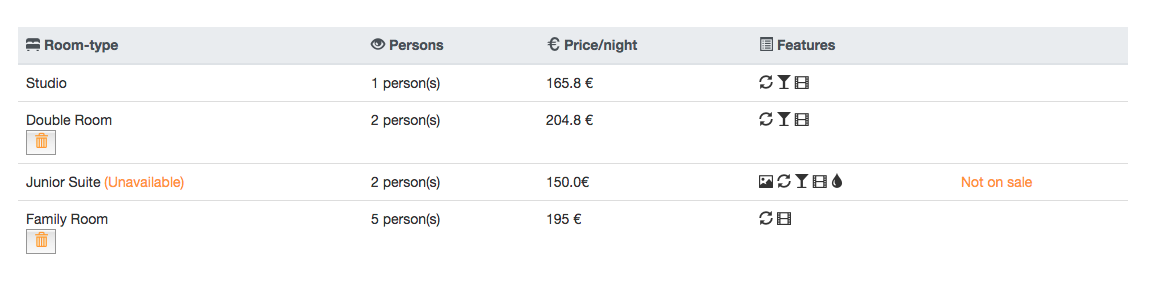 Room-type Persons € Price/night Features
Studio 1 person(s) 165.8 €
Double Room 2 person(s) 204.8 €
Junior Suite (Unavailable) 2 person(s) 150.0€ Not on sale
Family Room 5 person(s) 195 €